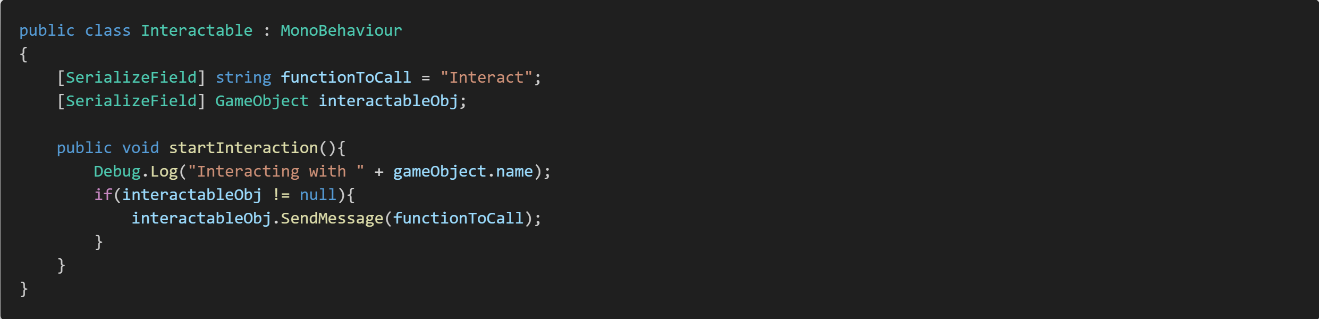 public class Interactable : MonoBehaviour
{
    [SerializeField] string functionToCall = "Interact";
    [SerializeField] GameObject interactableObj;

    public void startInteraction(){
        Debug.Log("Interacting with " + gameObject.name);
        if(interactableObj != null){
            interactableObj.SendMessage(functionToCall);
        }
    }
}